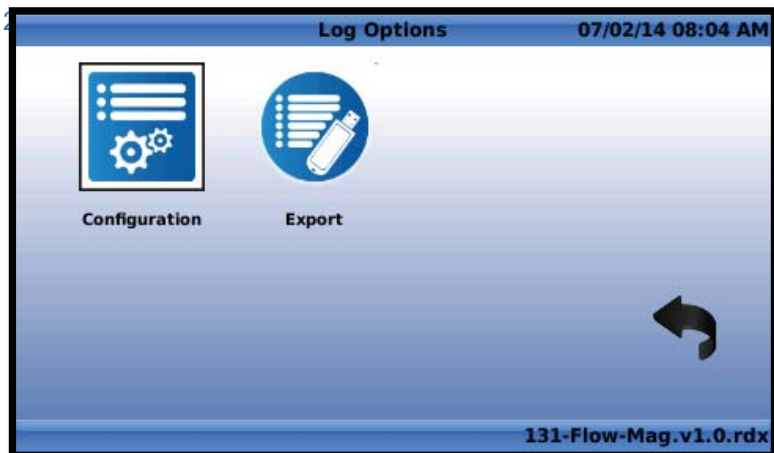 Log Options 07/02/14 08:04 AM
Configuration Export
131-Flow-Mag.v1.0.rdx